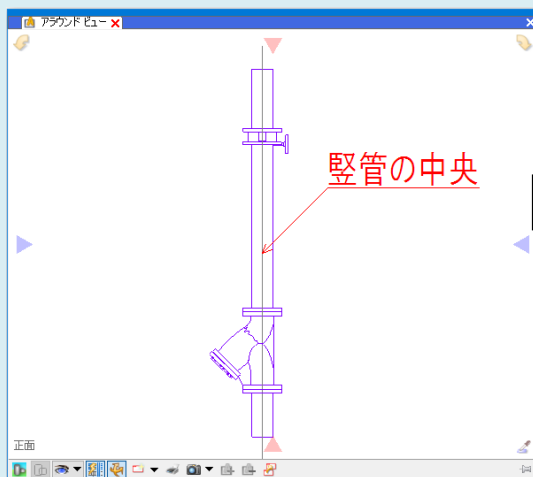 アラウンド ビュー
竪管の中央
正面